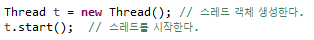 Thread t = new Thread(); // 스레드 객체 생성한다.
t.start();  // 스레드를 시작한다.